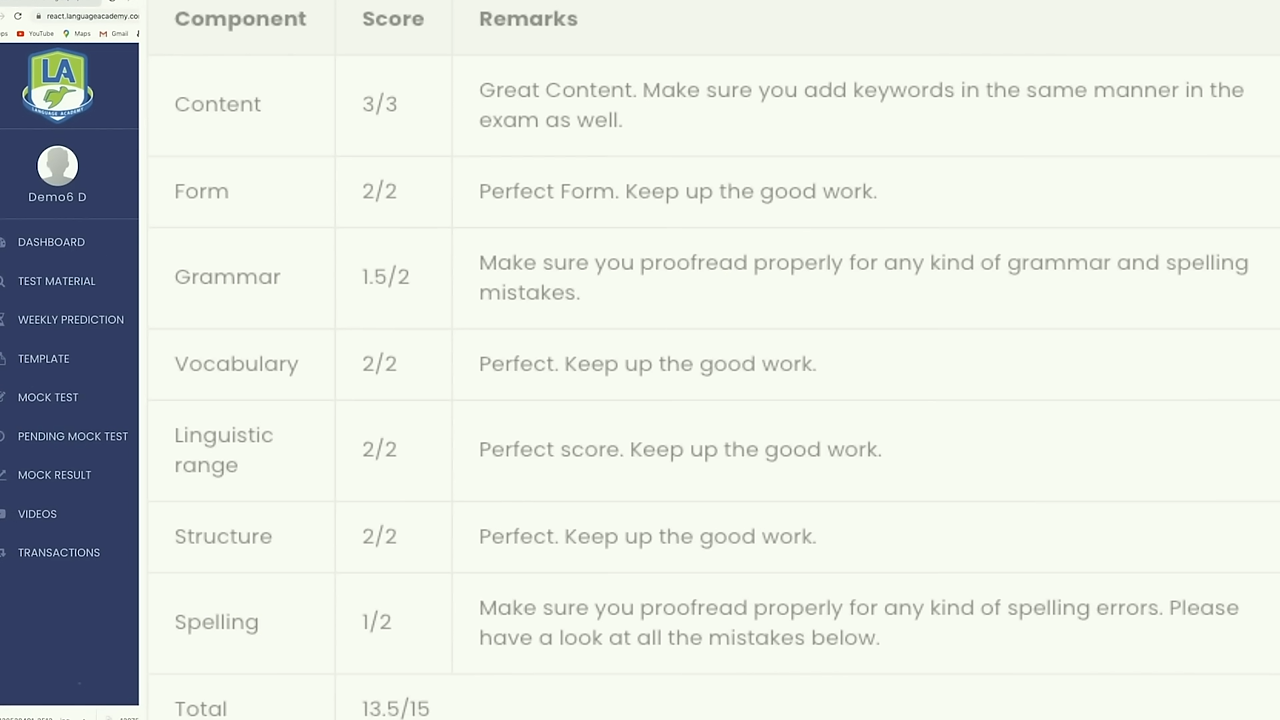 react.languageacademy.co
YouTube Maps Gmail
LA
LANGUAGE ACADEMY
Demo6 D
DASHBOARD
TEST MATERIAL
WEEKLY PREDICTION
TEMPLATE
MOCK TEST
PENDING MOCK TEST
MOCK RESULT
VIDEOS
TRANSACTIONS
Component Score Remarks
Content 3/3 Great Content. Make sure you add keywords in the same manner in the
exam as well.
Form 2/2 Perfect Form. Keep up the good work.
Grammar 1.5/2 Make sure you proofread properly for any kind of grammar and spelling
mistakes.
Vocabulary 2/2 Perfect. Keep up the good work.
Linguistic
range 2/2 Perfect score. Keep up the good work.
Structure 2/2 Perfect. Keep up the good work.
Spelling 1/2 Make sure you proofread properly for any kind of spelling errors. Please
have a look at all the mistakes below.
Total 13.5/15